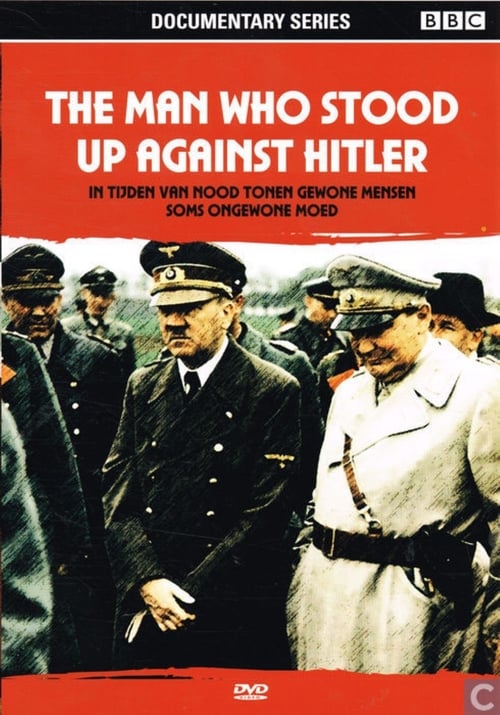 DOCUMENTARY SERIES
BBC
THE MAN WHO STOOD
UP AGAINST HITLER
IN TIJDEN VAN NOOD TONEN GEWONE MENSEN
SOMS ONGEWONE MOED
DVD
VIDEO
C